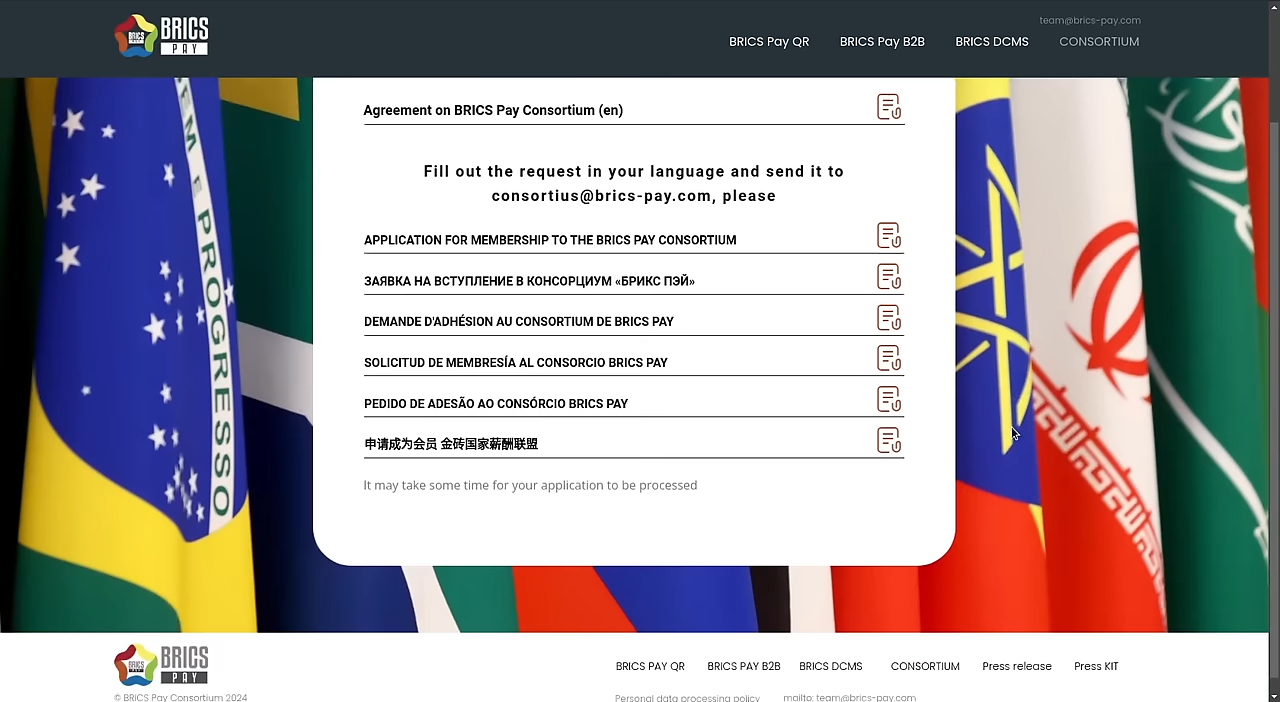 BRICS
PAY
team@brics-pay.com
BRICS Pay QR
BRICS Pay B2B
BRICS DCMS
CONSORTIUM
Agreement on BRICS Pay Consortium (en)
Fill out the request in your language and send it to
consortius@brics-pay.com, please
APPLICATION FOR MEMBERSHIP TO THE BRICS PAY CONSORTIUM
ЗАЯВКА НА ВСТУПЛЕНИЕ В КОНСОРЦИУМ «БРИКС ПЭЙ»
DEMANDE D'ADHÉSION AU CONSORTIUM DE BRICS PAY
SOLICITUD DE MEMBRESÍA AL CONSORCIO BRICS PAY
PEDIDO DE ADESÃO AO CONSÓRCIO BRICS PAY
申请成为会员 金砖国家薪酬联盟
It may take some time for your application to be processed
EM E PROGRESSO
BRICS
PAY
BRICS PAY QR
BRICS PAY B2B
BRICS DCMS
CONSORTIUM
Press release
Press KIT
© BRICS Pay Consortium 2024
Personal data processing policy
mailto: team@brics-pay.com